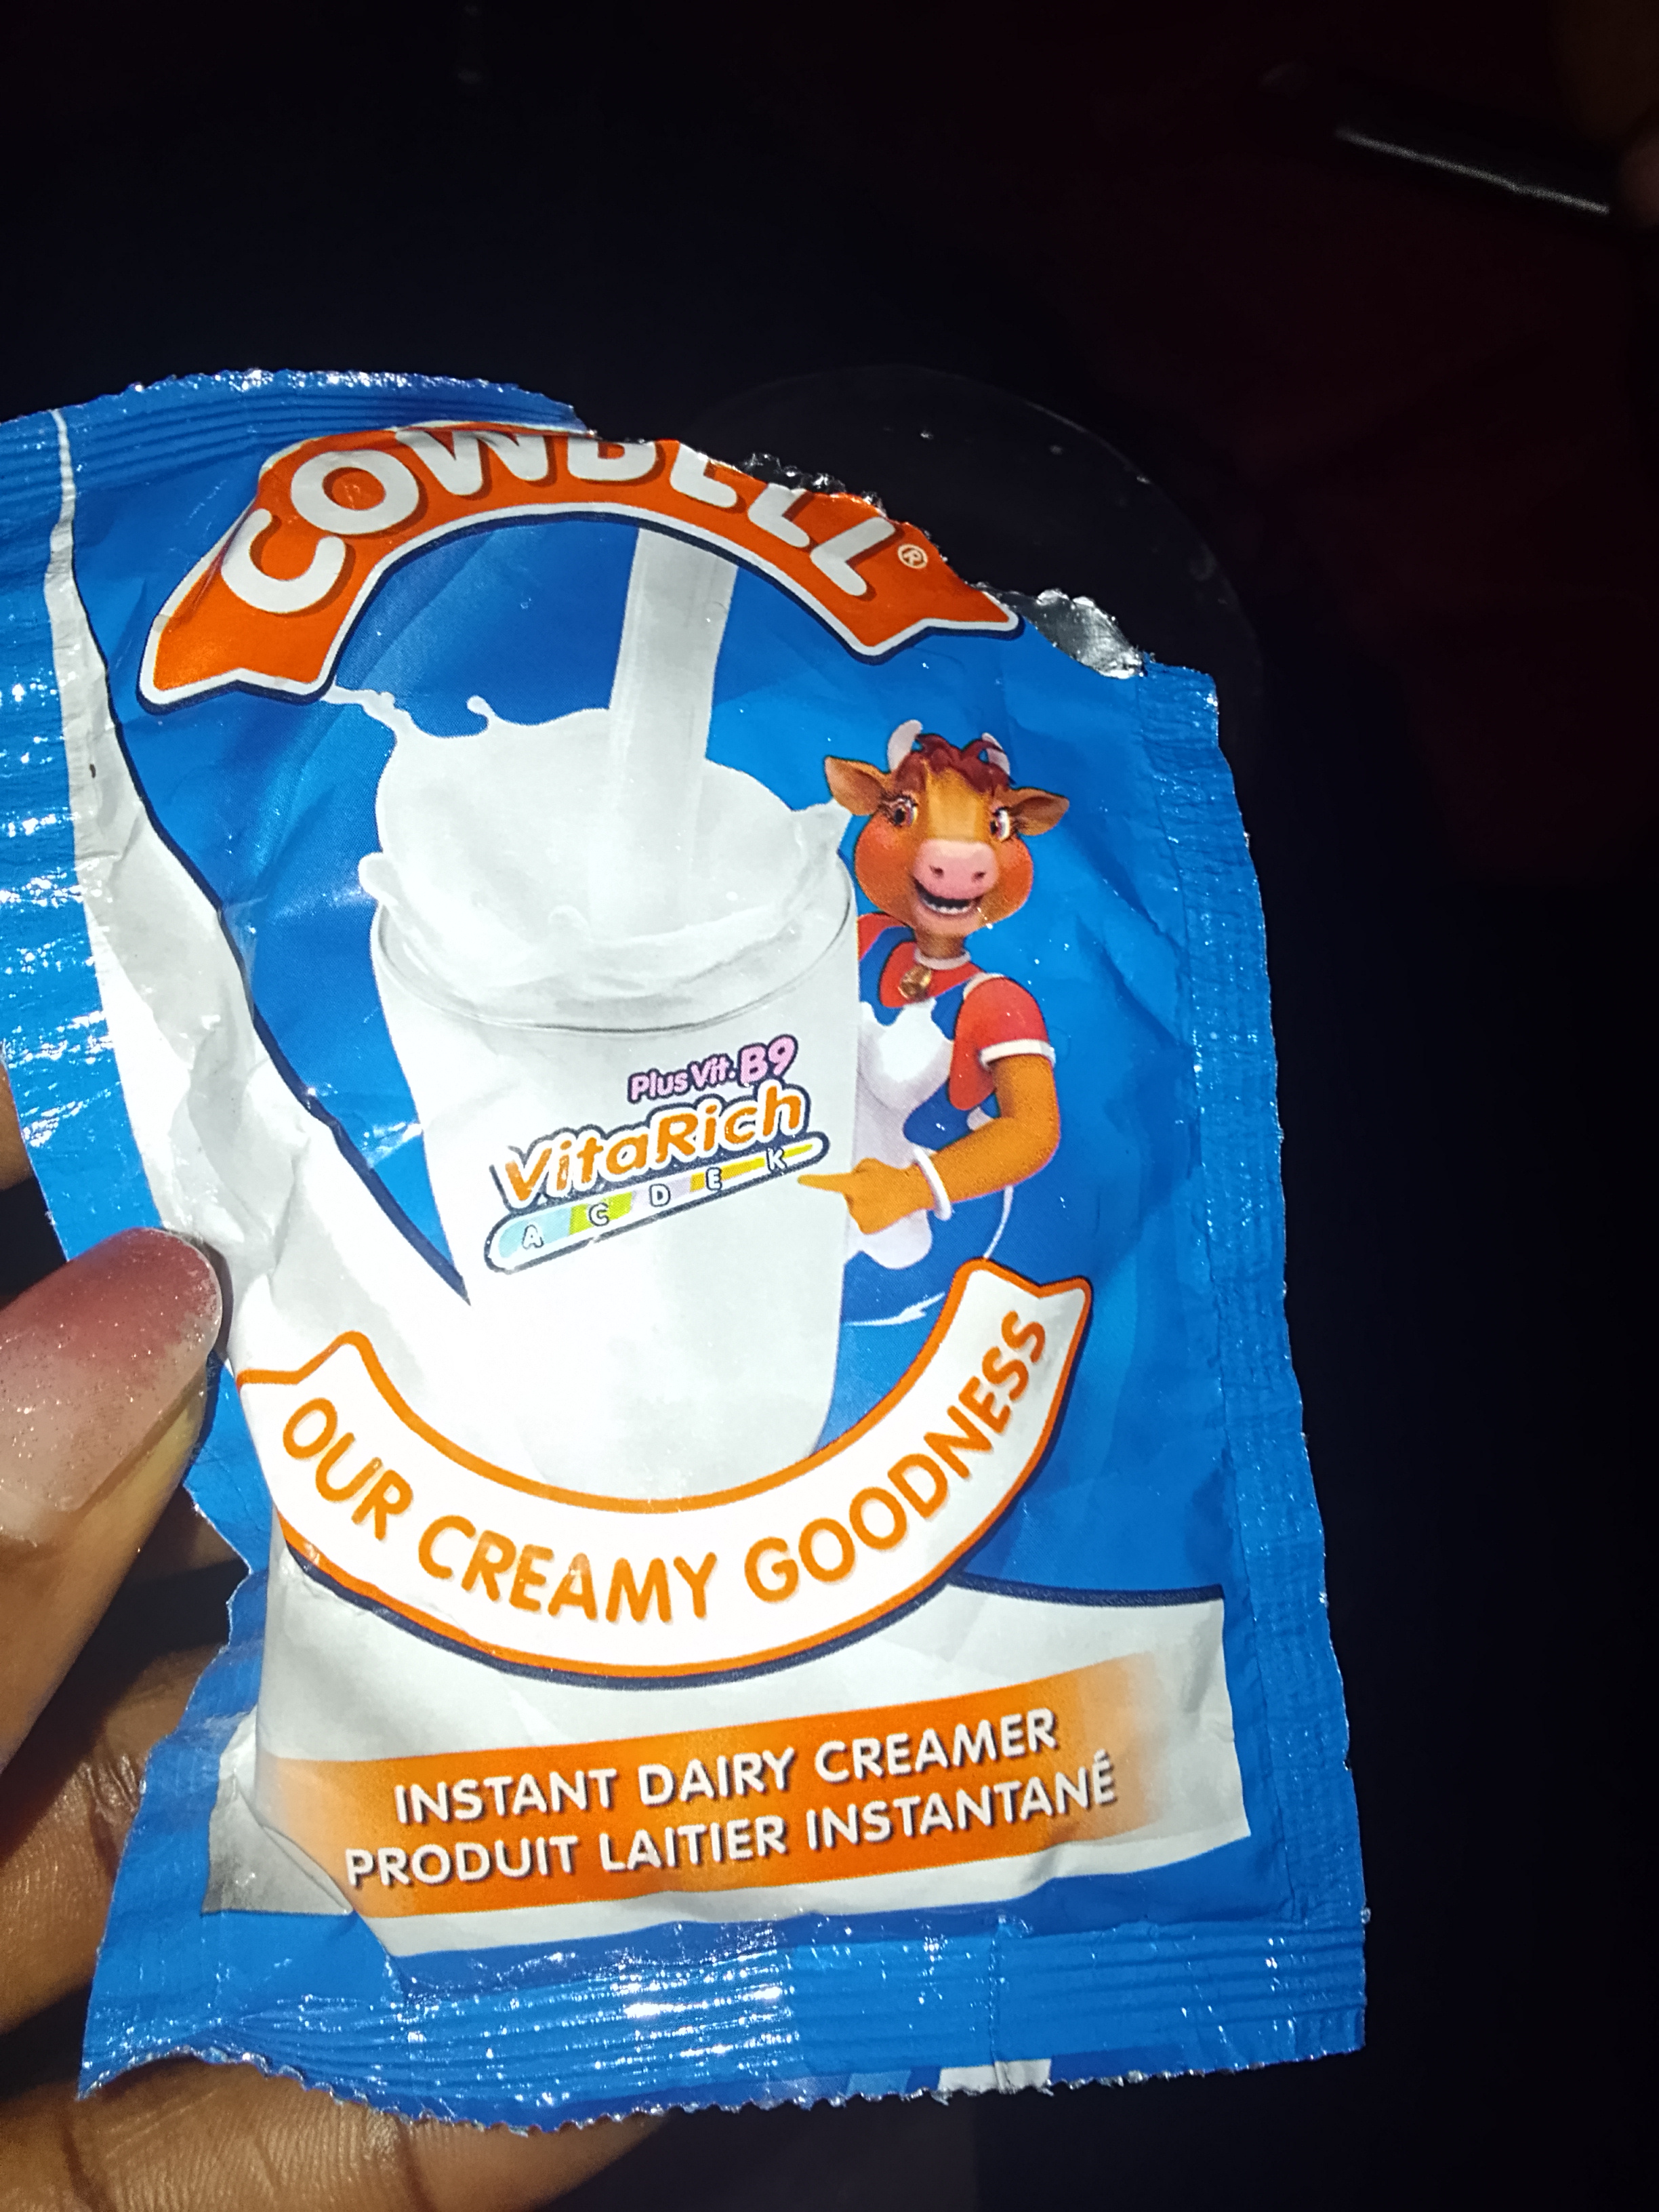 COWBELL®
Plus Vit. B9
VitaRich
A C D E K
OUR CREAMY GOODNESS
INSTANT DAIRY CREAMER
PRODUIT LAITIER INSTANTANÉ